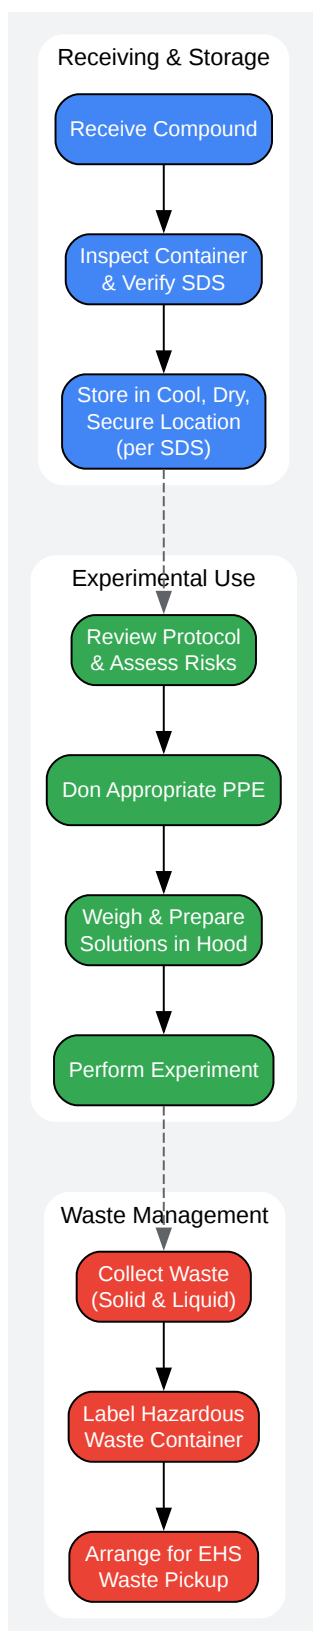 Receiving & Storage
Receive Compound
Inspect Container
& Verify SDS
Store in Cool, Dry,
Secure Location
(per SDS)
Experimental Use
Review Protocol
& Assess Risks
Don Appropriate PPE
Weigh & Prepare
Solutions in Hood
Perform Experiment
Waste Management
Collect Waste
(Solid & Liquid)
Label Hazardous
Waste Container
Arrange for EHS
Waste Pickup